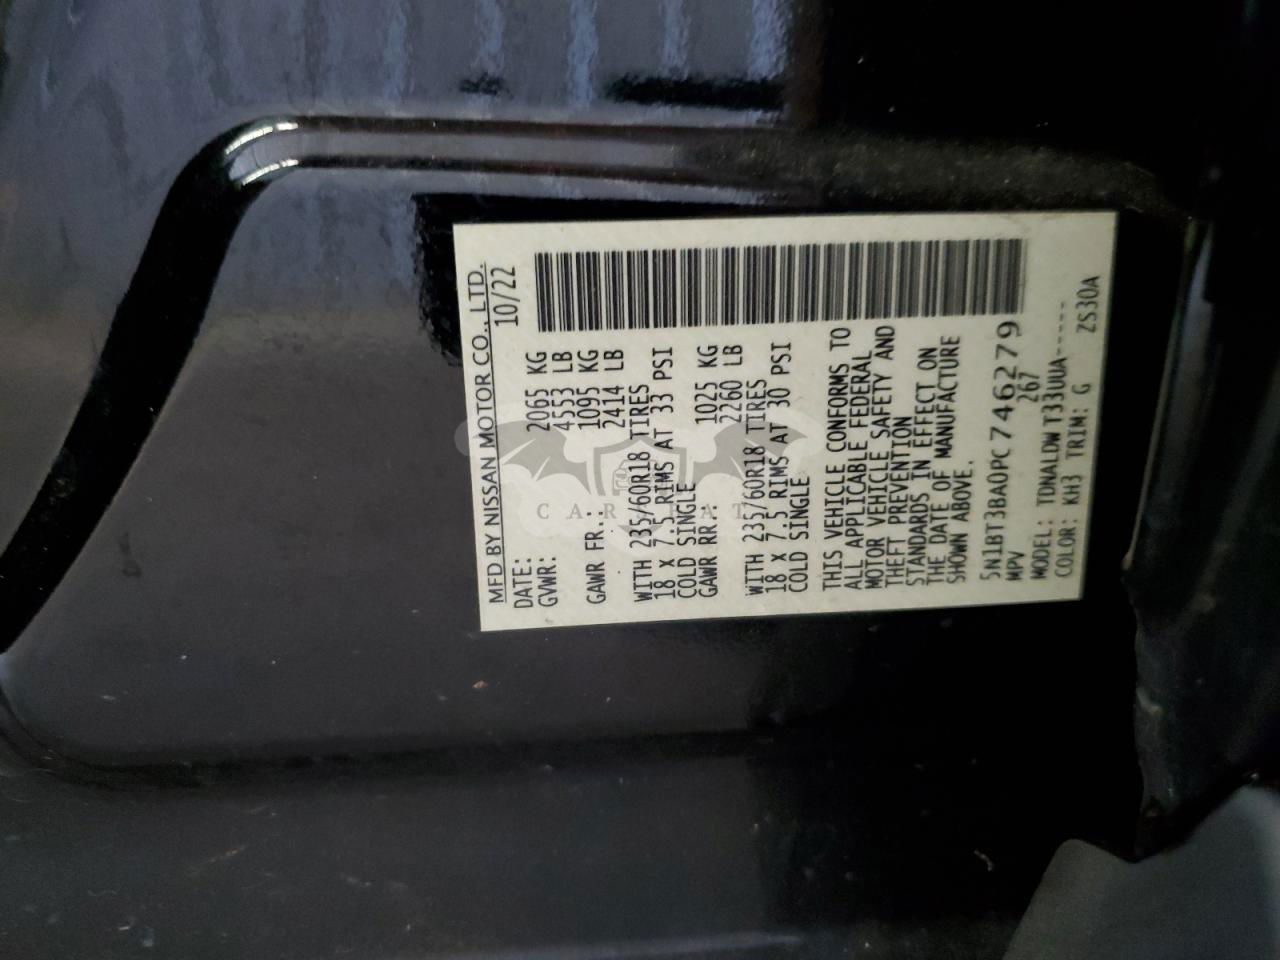 MFD BY NISSAN MOTOR CO., LTD.
DATE: 10/22
GVWR: 2065 KG
4553 LB
GAWR FR.: 1095 KG
2414 LB
WITH 235/60R18 TIRES
18 X 7.5 RIMS AT 33 PSI
COLD SINGLE
GAWR RR.: 1025 KG
2260 LB
WITH 235/60R18 TIRES
18 X 7.5 RIMS AT 30 PSI
COLD SINGLE
THIS VEHICLE CONFORMS TO
ALL APPLICABLE FEDERAL
MOTOR VEHICLE SAFETY AND
THEFT PREVENTION
STANDARDS IN EFFECT ON
THE DATE OF MANUFACTURE
SHOWN ABOVE.
5N1BT3BA0PC746279
MPV 267
MODEL: TDNALDW T33UUA-----
COLOR: KH3 TRIM: G ZS30A